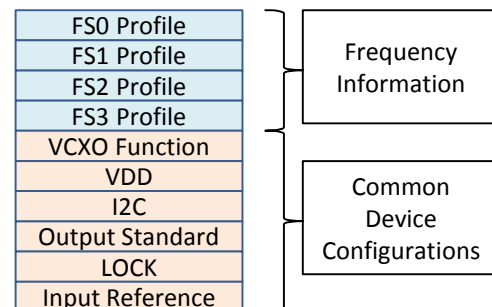 FS0 Profile
FS1 Profile
FS2 Profile
FS3 Profile
VCXO Function
VDD
I2C
Output Standard
LOCK
Input Reference
Frequency
Information
Common
Device
Configurations